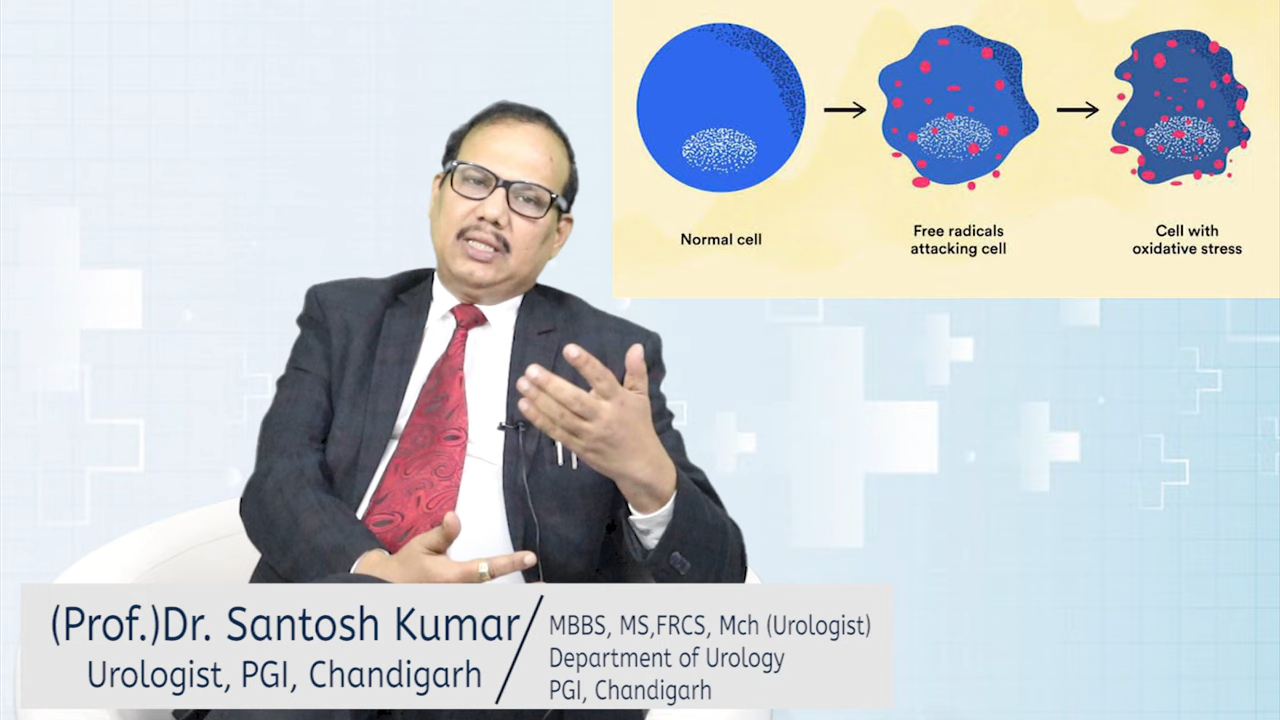 Normal cell
Free radicals
attacking cell
Cell with
oxidative stress
(Prof.)Dr. Santosh Kumar
Urologist, PGI, Chandigarh
MBBS, MS,FRCS, Mch (Urologist)
Department of Urology
PGI, Chandigarh